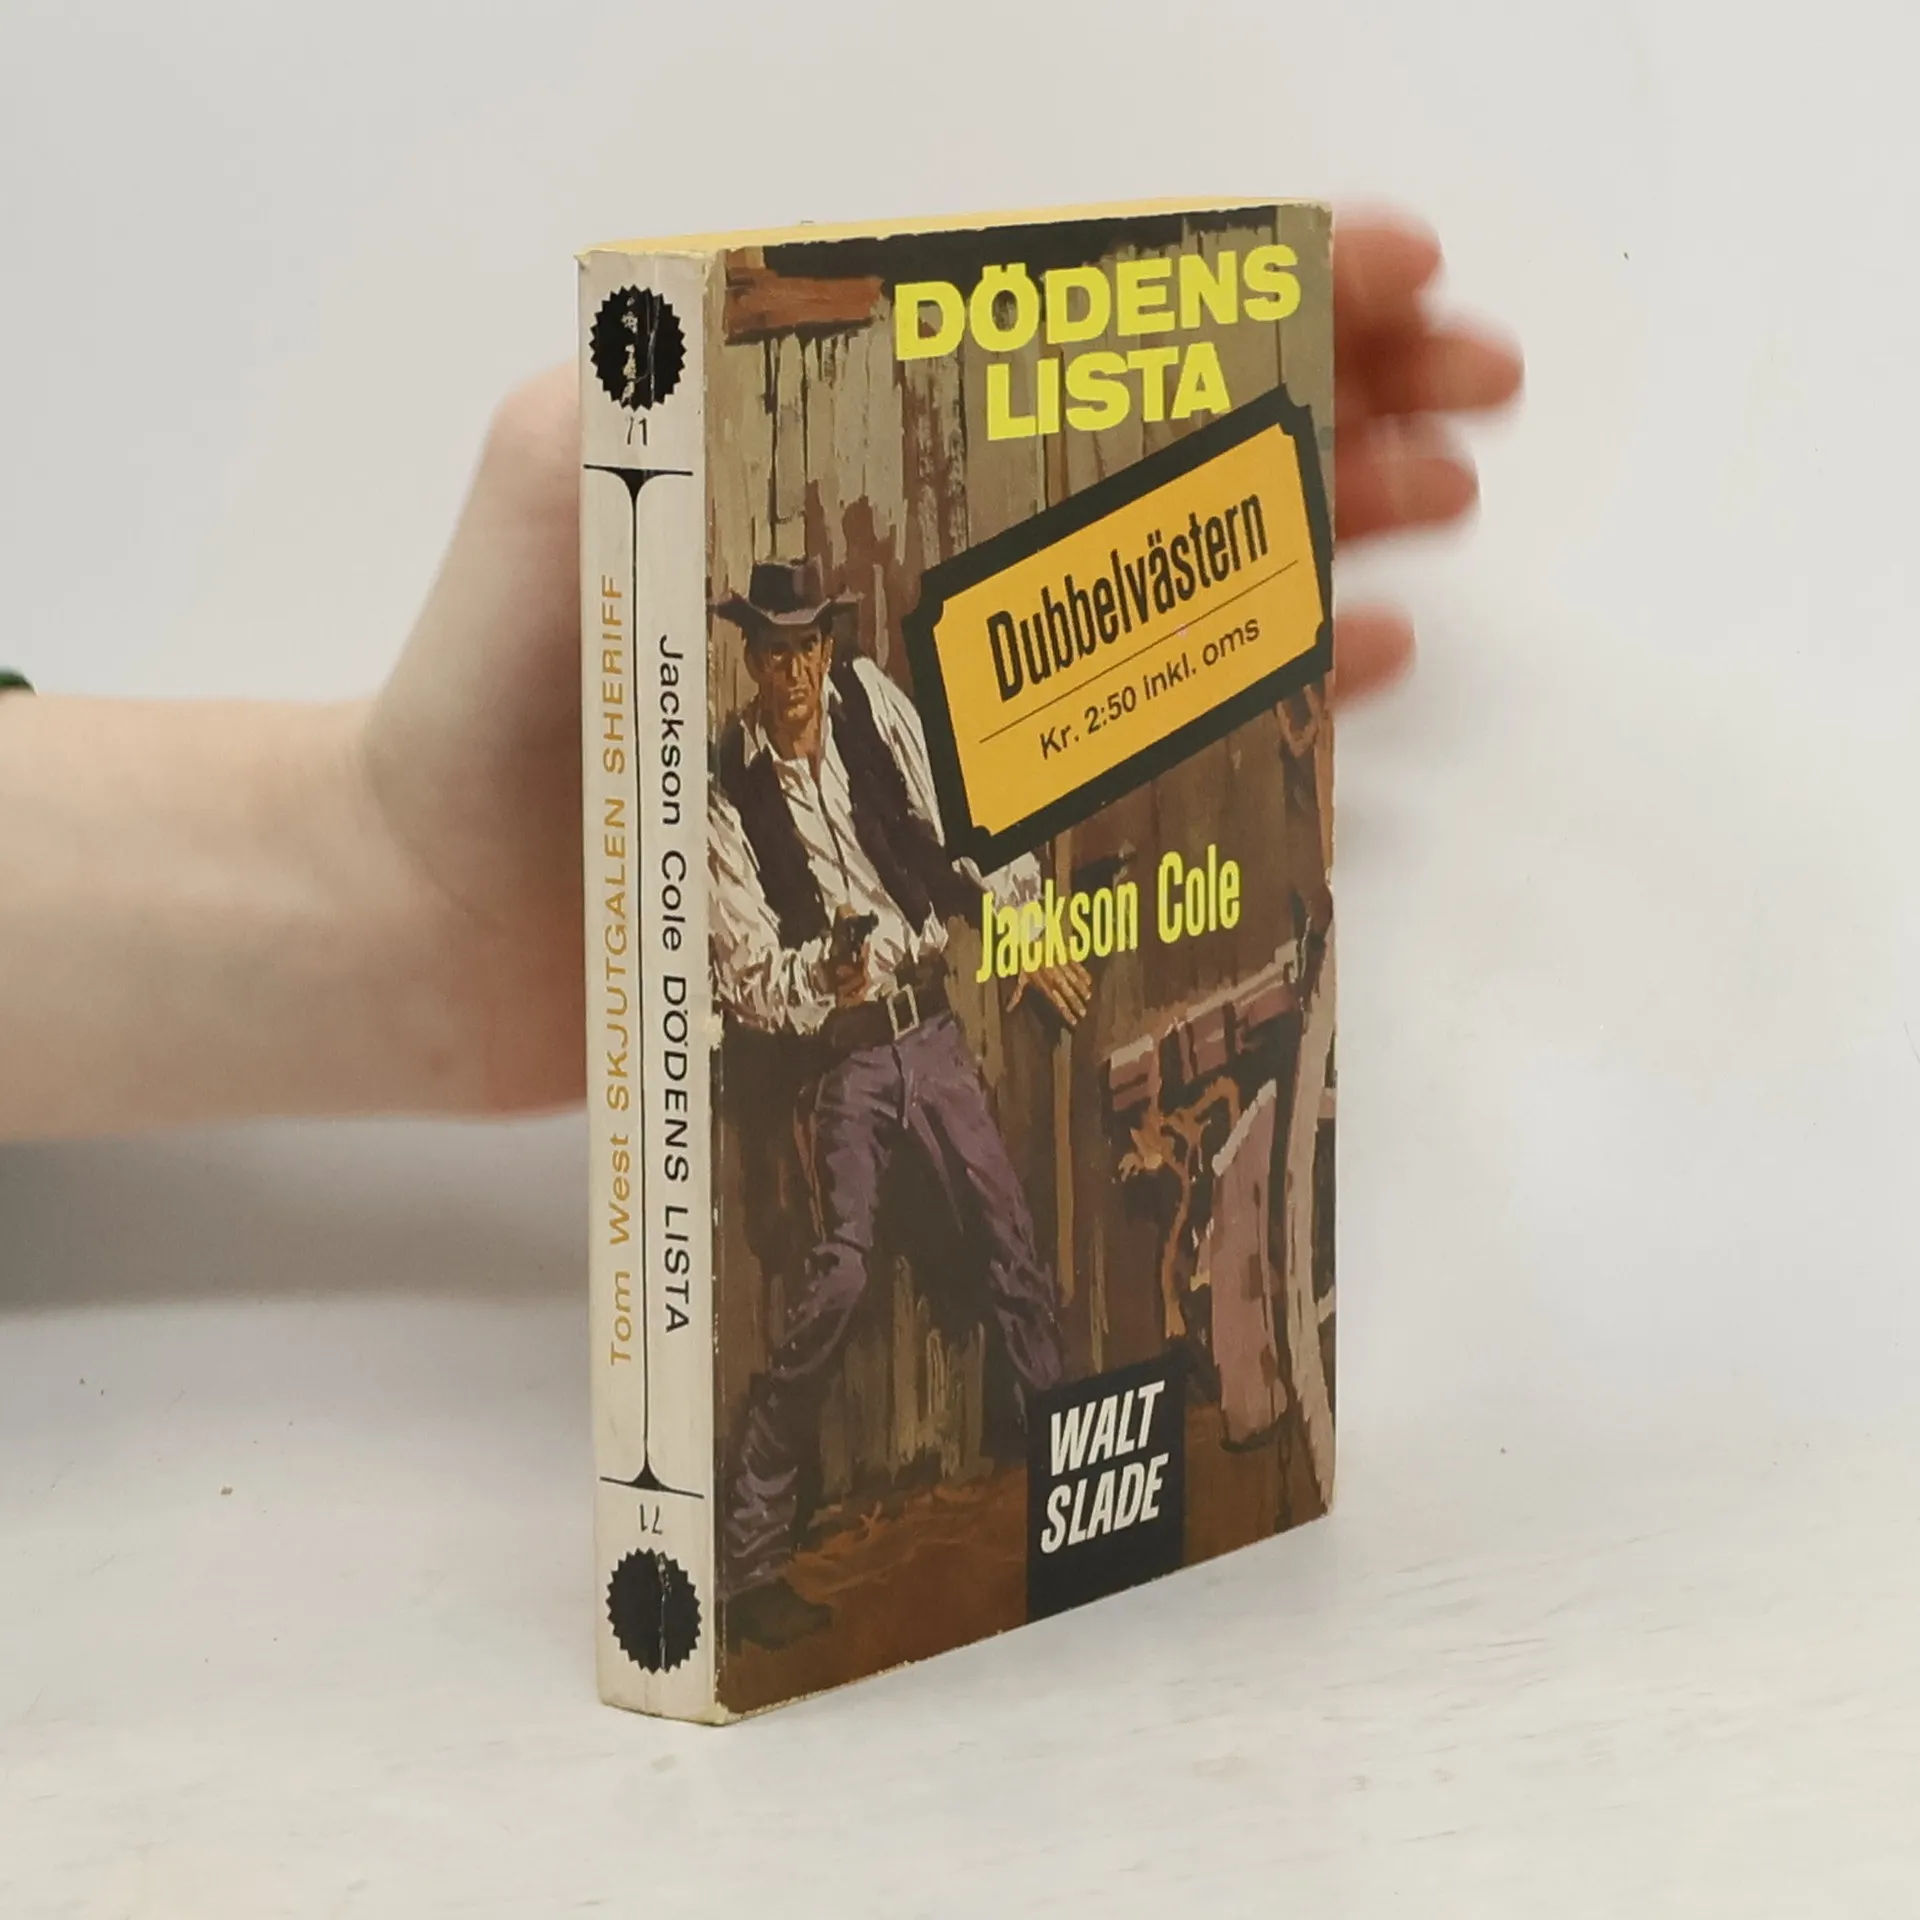 DÖDENS
LISTA
Dubbelvästern
Kr. 2:50 inkl. oms
Jackson Cole
WALT
SLADE
71
Jackson Cole DÖDENS LISTA
Tom West SKJUTGALEN SHERIFF
71